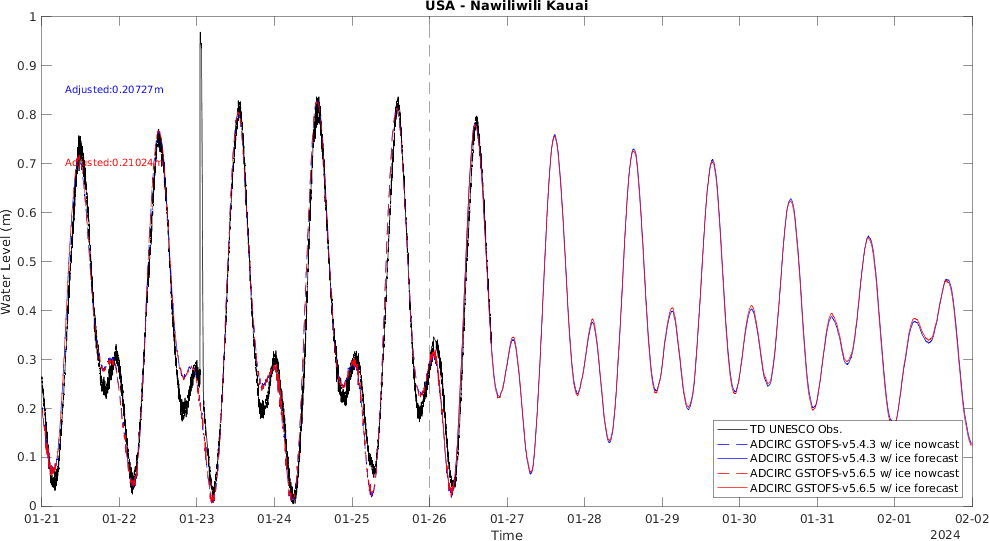 USA - Nawiliwili Kauai
1
0.9
0.8
0.7
0.6
0.5
0.4
0.3
0.2
0.1
0
Water Level (m)
Adjusted:0.20727m
Adjusted:0.21024m
TD UNESCO Obs.
ADCIRC GSTOFS-v5.4.3 w/ ice nowcast
ADCIRC GSTOFS-v5.4.3 w/ ice forecast
ADCIRC GSTOFS-v5.6.5 w/ ice nowcast
ADCIRC GSTOFS-v5.6.5 w/ ice forecast
01-21 01-22 01-23 01-24 01-25 01-26 01-27 01-28 01-29 01-30 01-31 02-01 02-02
Time
2024